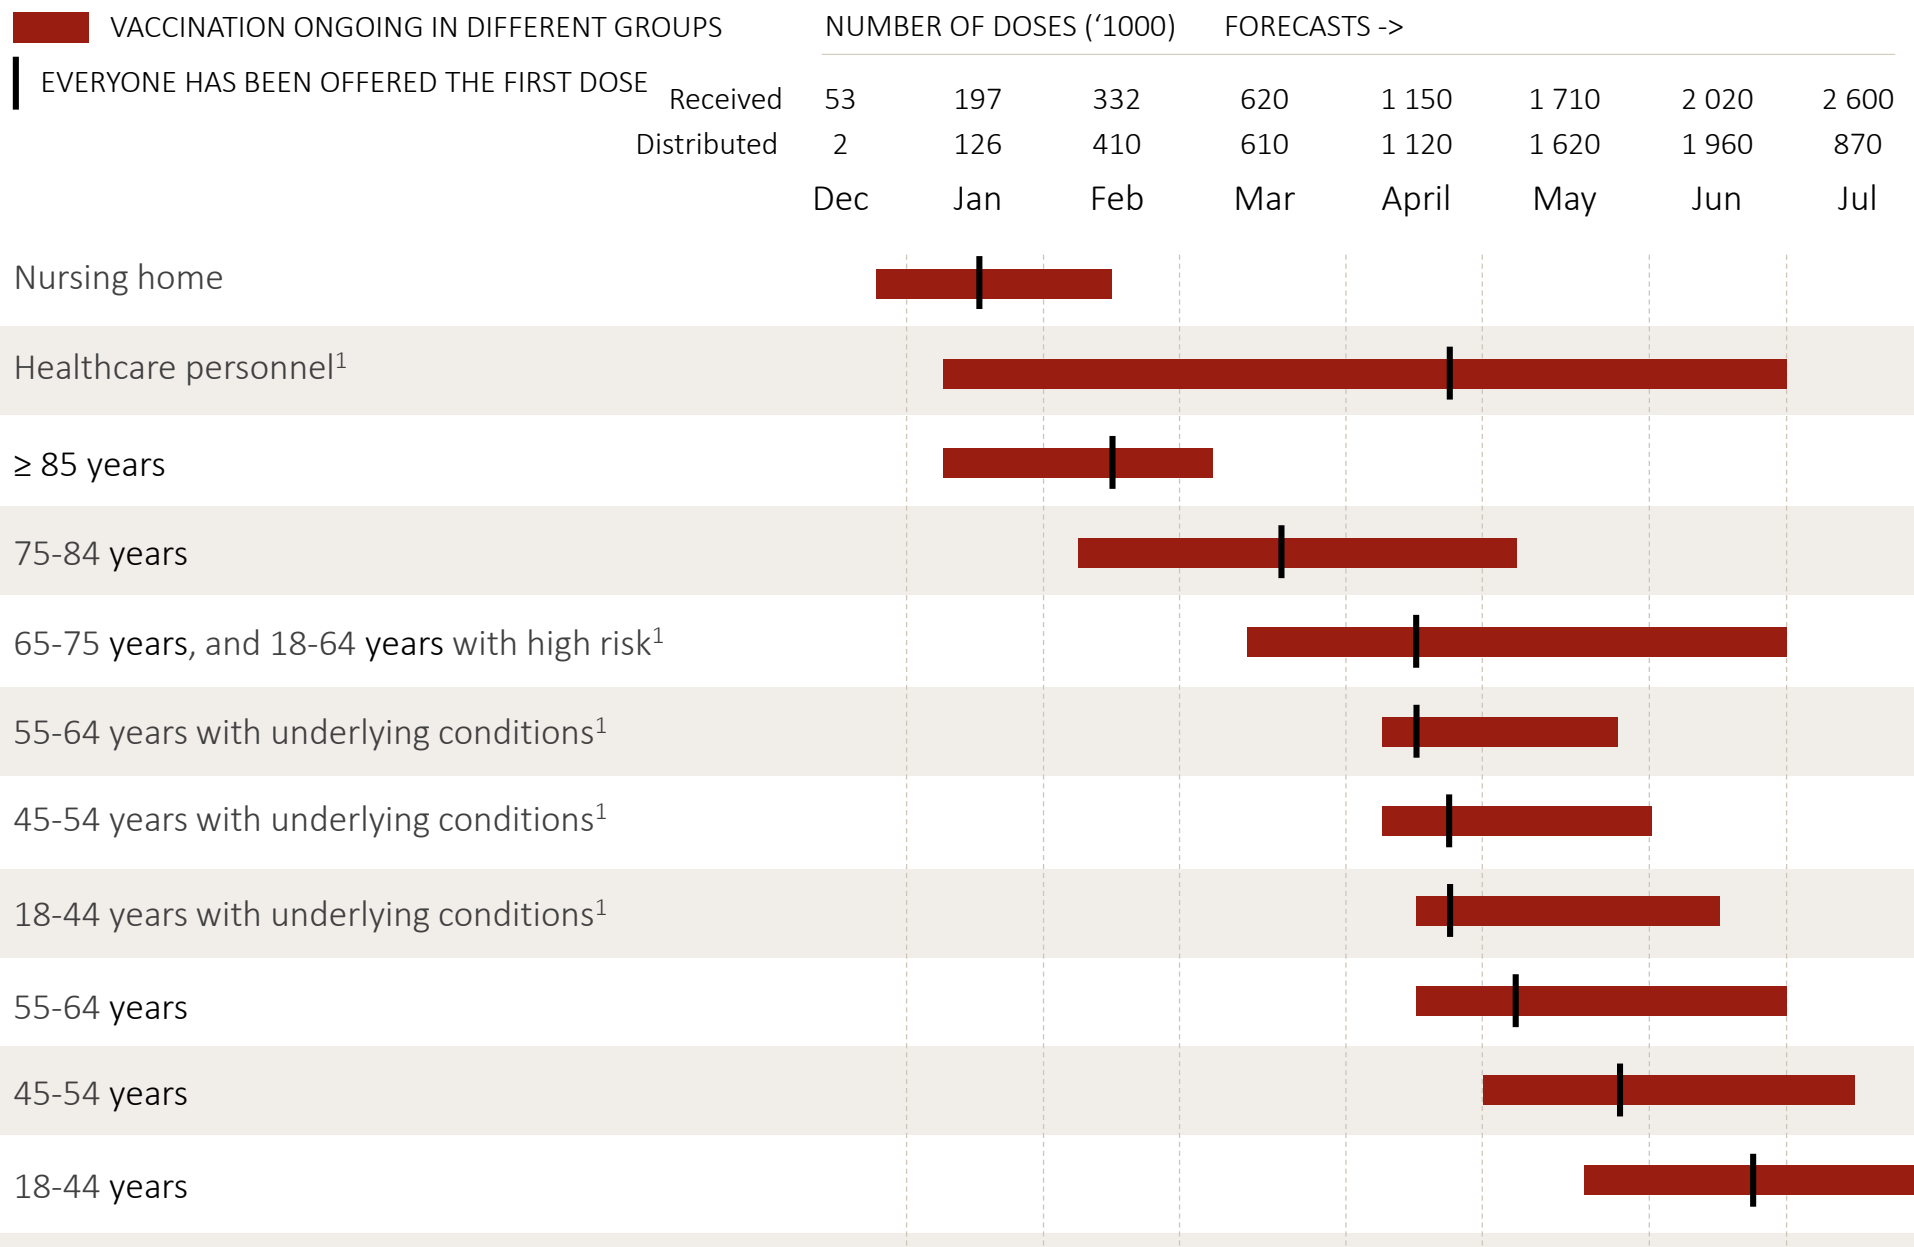 VACCINATION ONGOING IN DIFFERENT GROUPS
NUMBER OF DOSES (‘1000) FORECASTS ->
EVERYONE HAS BEEN OFFERED THE FIRST DOSE
Received 53 197 332 620 1 150 1 710 2 020 2 600
Distributed 2 126 410 610 1 120 1 620 1 960 870
Dec Jan Feb Mar April May Jun Jul
Nursing home
Healthcare personnel¹
≥ 85 years
75-84 years
65-75 years, and 18-64 years with high risk¹
55-64 years with underlying conditions¹
45-54 years with underlying conditions¹
18-44 years with underlying conditions¹
55-64 years
45-54 years
18-44 years